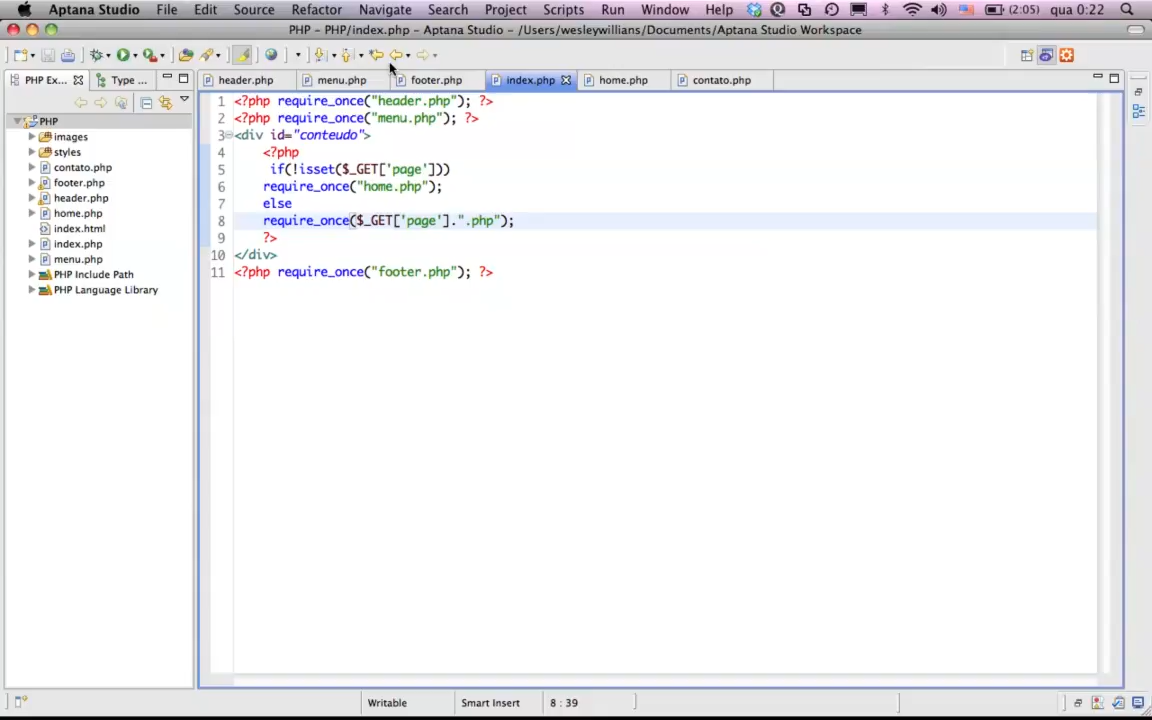 Aptana Studio File Edit Source Refactor Navigate Search Project Scripts Run Window Help (2:05) qua 0:22
PHP - PHP/index.php - Aptana Studio - /Users/wesleywillians/Documents/Aptana Studio Workspace
PHP Ex... Type ... header.php menu.php footer.php index.php home.php contato.php
PHP
images
styles
contato.php
footer.php
header.php
home.php
index.html
index.php
menu.php
PHP Include Path
PHP Language Library
1 <?php require_once("header.php"); ?>
2 <?php require_once("menu.php"); ?>
3 <div id="conteudo">
4 <?php
5 if(!isset($_GET['page']))
6 require_once("home.php");
7 else
8 require_once($_GET['page'].".php");
9 ?>
10 </div>
11 <?php require_once("footer.php"); ?>
Writable Smart Insert 8 : 39